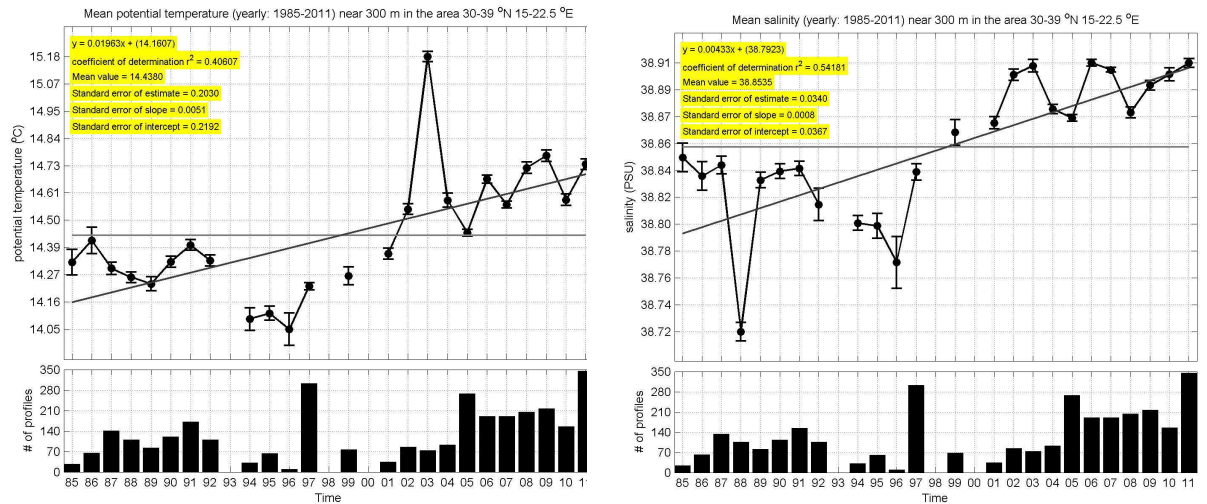 Mean potential temperature (yearly: 1985-2011) near 300 m in the area 30-39 °N 15-22.5 °E
y = 0.01963x + (14.1607)
coefficient of determination r² = 0.40607
Mean value = 14.4380
Standard error of estimate = 0.2030
Standard error of slope = 0.0051
Standard error of intercept = 0.2192
potential temperature (°C)
15.18
15.07
14.95
14.84
14.73
14.61
14.50
14.39
14.27
14.16
14.05
# of profiles
350
280
210
140
70
0
85 86 87 88 89 90 91 92 93 94 95 96 97 98 99 00 01 02 03 04 05 06 07 08 09 10 11
Time
Mean salinity (yearly: 1985-2011) near 300 m in the area 30-39 °N 15-22.5 °E
y = 0.00433x + (38.7923)
coefficient of determination r² = 0.54181
Mean value = 38.8535
Standard error of estimate = 0.0340
Standard error of slope = 0.0008
Standard error of intercept = 0.0367
salinity (PSU)
38.91
38.89
38.87
38.86
38.84
38.82
38.80
38.78
38.76
38.74
38.72
# of profiles
350
280
210
140
70
0
85 86 87 88 89 90 91 92 93 94 95 96 97 98 99 00 01 02 03 04 05 06 07 08 09 10 11
Time